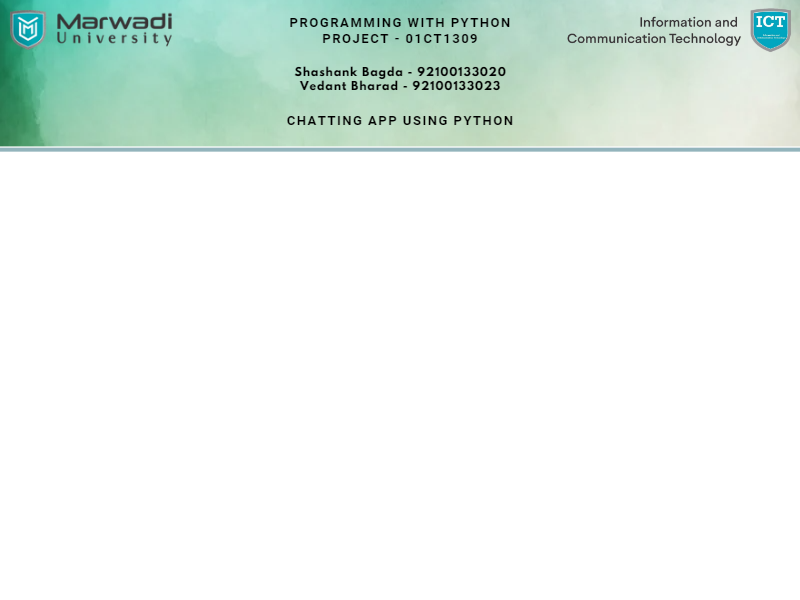 Marwadi
University
PROGRAMMING WITH PYTHON
PROJECT - 01CT1309
Shashank Bagda - 92100133020
Vedant Bharad - 92100133023
CHATTING APP USING PYTHON
Information and
Communication Technology
ICT